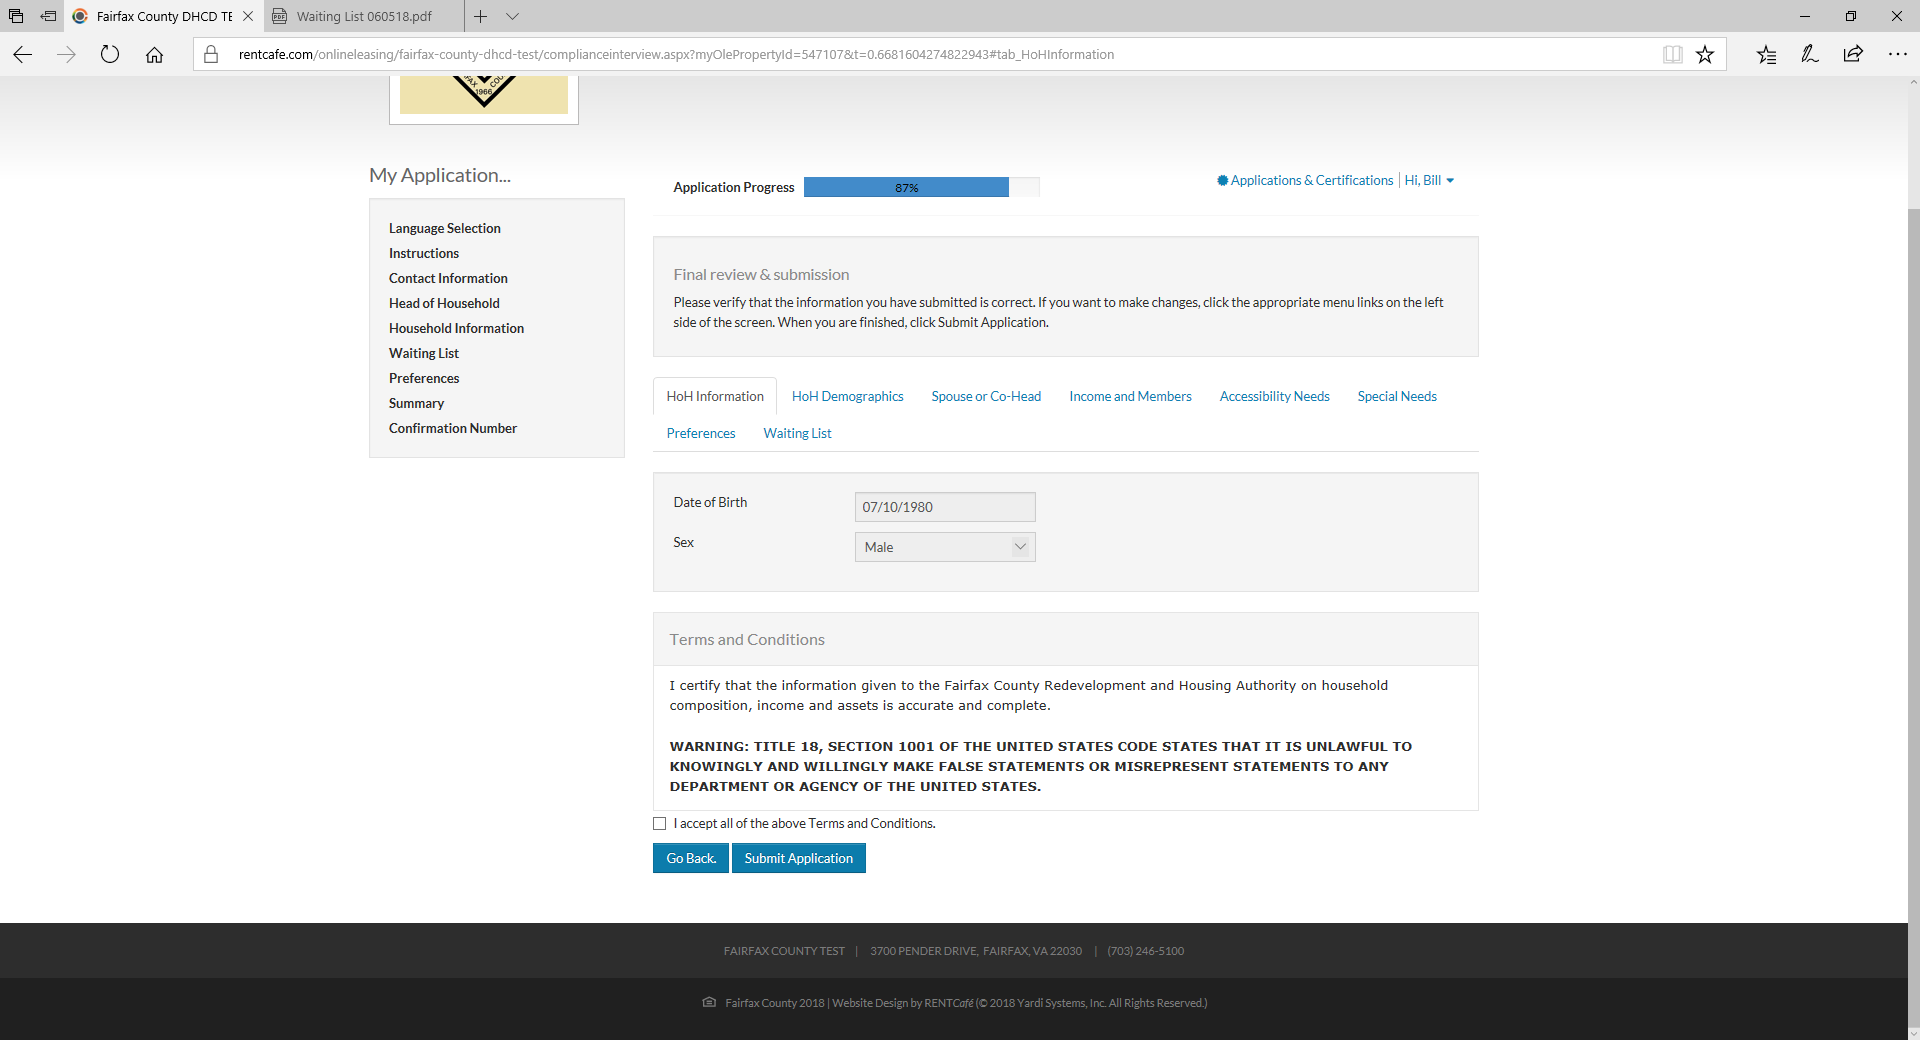 Fairfax County DHCD TE
Waiting List 060518.pdf
rentcafe.com/onlineleasing/fairfax-county-dhcd-test/complianceinterview.aspx?myOlePropertyId=547107&t=0.6681604274822943#tab_HoHInformation
1966
My Application...
Application Progress 87%
Applications & Certifications Hi, Bill
Language Selection
Instructions
Contact Information
Head of Household
Household Information
Waiting List
Preferences
Summary
Confirmation Number
Final review & submission
Please verify that the information you have submitted is correct. If you want to make changes, click the appropriate menu links on the left
side of the screen. When you are finished, click Submit Application.
HoH Information HoH Demographics Spouse or Co-Head Income and Members Accessibility Needs Special Needs
Preferences Waiting List
Date of Birth 07/10/1980
Sex Male
Terms and Conditions
I certify that the information given to the Fairfax County Redevelopment and Housing Authority on household
composition, income and assets is accurate and complete.
WARNING: TITLE 18, SECTION 1001 OF THE UNITED STATES CODE STATES THAT IT IS UNLAWFUL TO
KNOWINGLY AND WILLINGLY MAKE FALSE STATEMENTS OR MISREPRESENT STATEMENTS TO ANY
DEPARTMENT OR AGENCY OF THE UNITED STATES.
I accept all of the above Terms and Conditions.
Go Back. Submit Application
FAIRFAX COUNTY TEST | 3700 PENDER DRIVE, FAIRFAX, VA 22030 | (703) 246-5100
Fairfax County 2018 | Website Design by RENTCafé (© 2018 Yardi Systems, Inc. All Rights Reserved.)